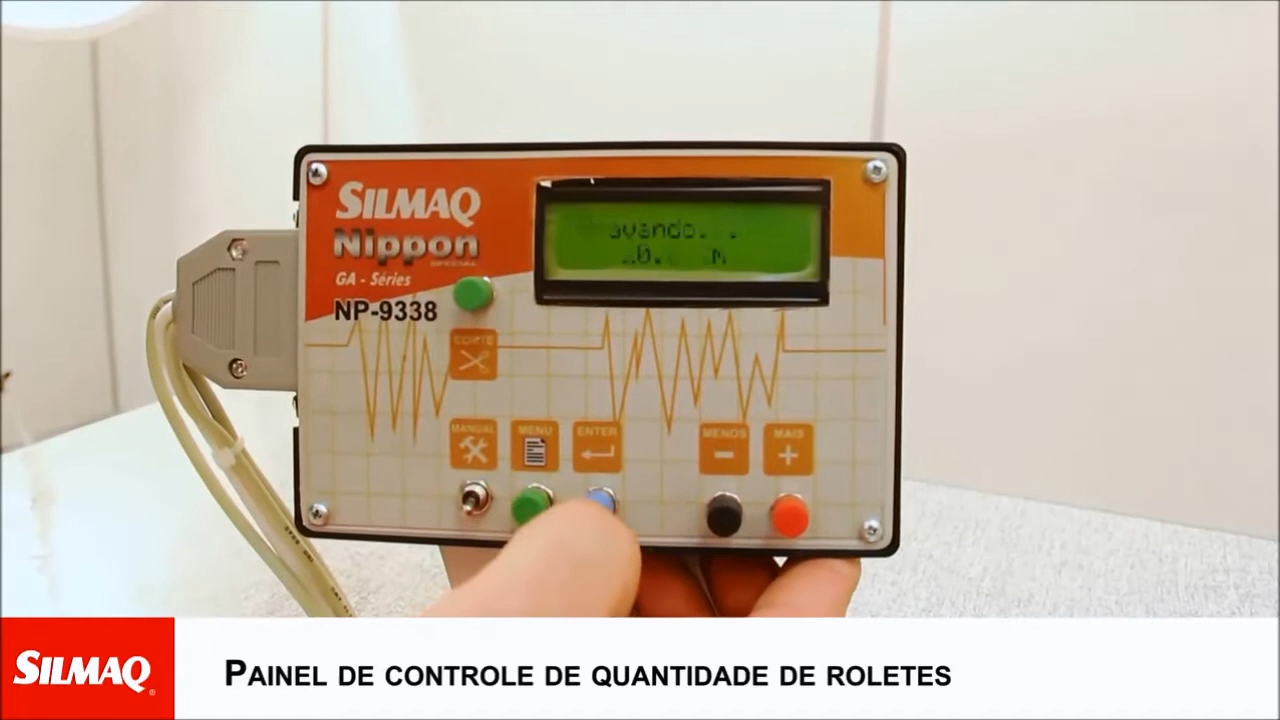 SILMAQ
Nippon
GA - Séries
NP-9338
CORTE
MANUAL
MENU
ENTER
MENOS
MAIS
SILMAQ
PAINEL DE CONTROLE DE QUANTIDADE DE ROLETES